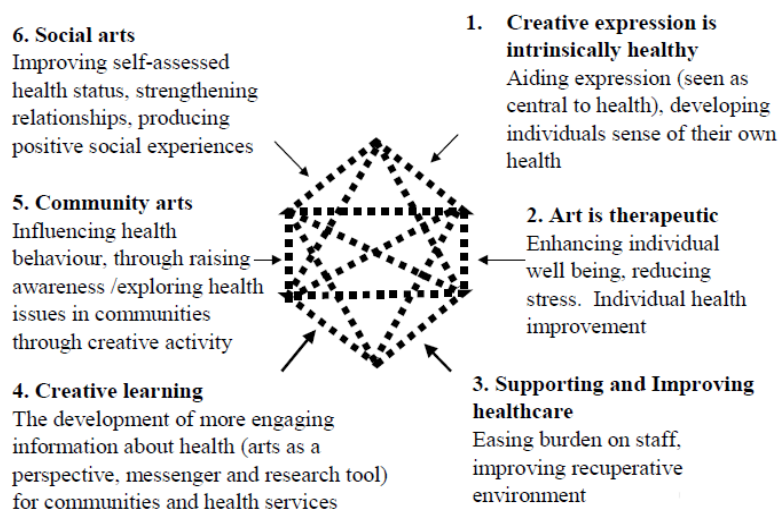 6. Social arts
Improving self-assessed
health status, strengthening
relationships, producing
positive social experiences
1. Creative expression is
intrinsically healthy
Aiding expression (seen as
central to health), developing
individuals sense of their own
health
5. Community arts
Influencing health
behaviour, through raising
awareness /exploring health
issues in communities
through creative activity
2. Art is therapeutic
Enhancing individual
well being, reducing
stress. Individual health
improvement
4. Creative learning
The development of more engaging
information about health (arts as a
perspective, messenger and research tool)
for communities and health services
3. Supporting and Improving
healthcare
Easing burden on staff,
improving recuperative
environment